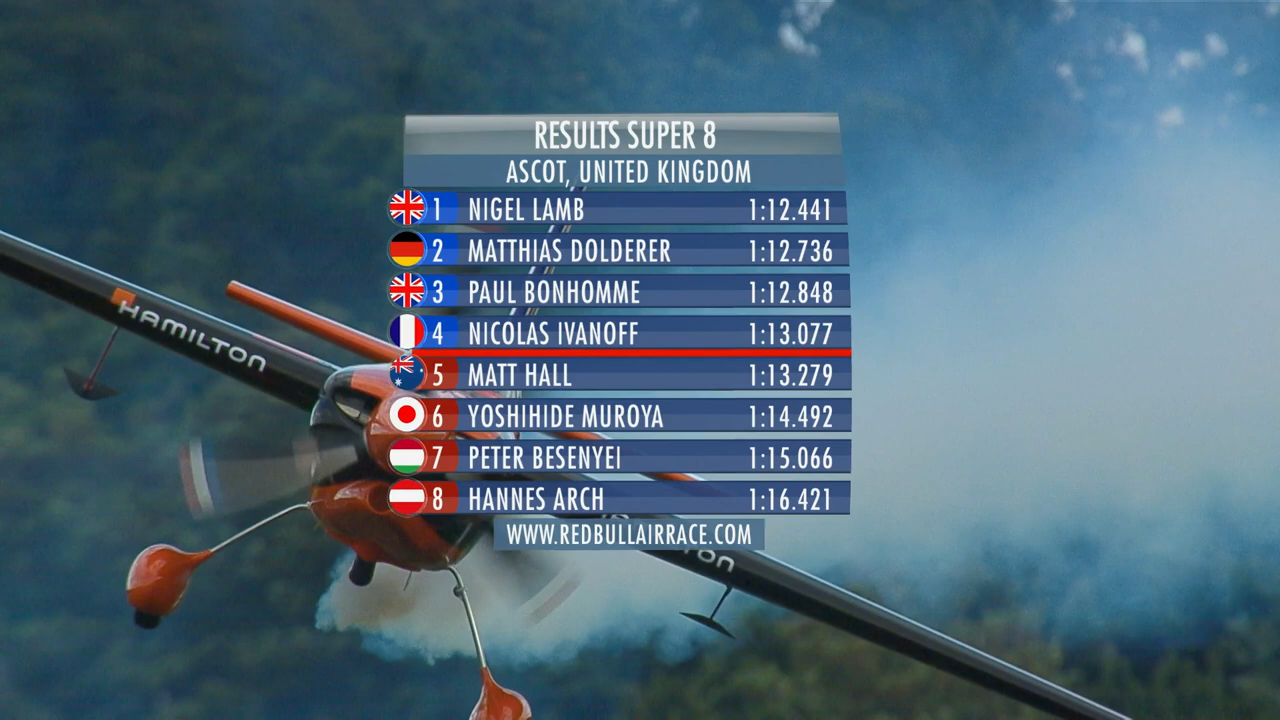 RESULTS SUPER 8
ASCOT, UNITED KINGDOM
1 NIGEL LAMB 1:12.441
2 MATTHIAS DOLDERER 1:12.736
3 PAUL BONHOMME 1:12.848
4 NICOLAS IVANOFF 1:13.077
5 MATT HALL 1:13.279
6 YOSHIHIDE MUROYA 1:14.492
7 PETER BESENYEI 1:15.066
8 HANNES ARCH 1:16.421
WWW.REDBULLAIRRACE.COM
HAMILTON